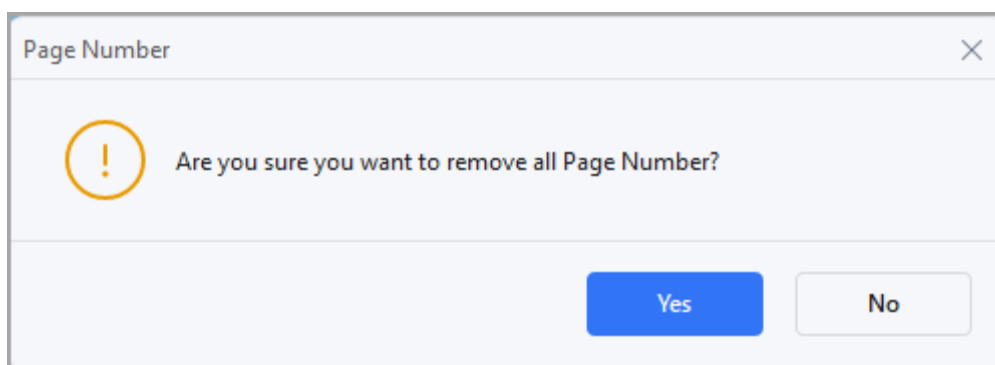 Page Number
Are you sure you want to remove all Page Number?
Yes
No